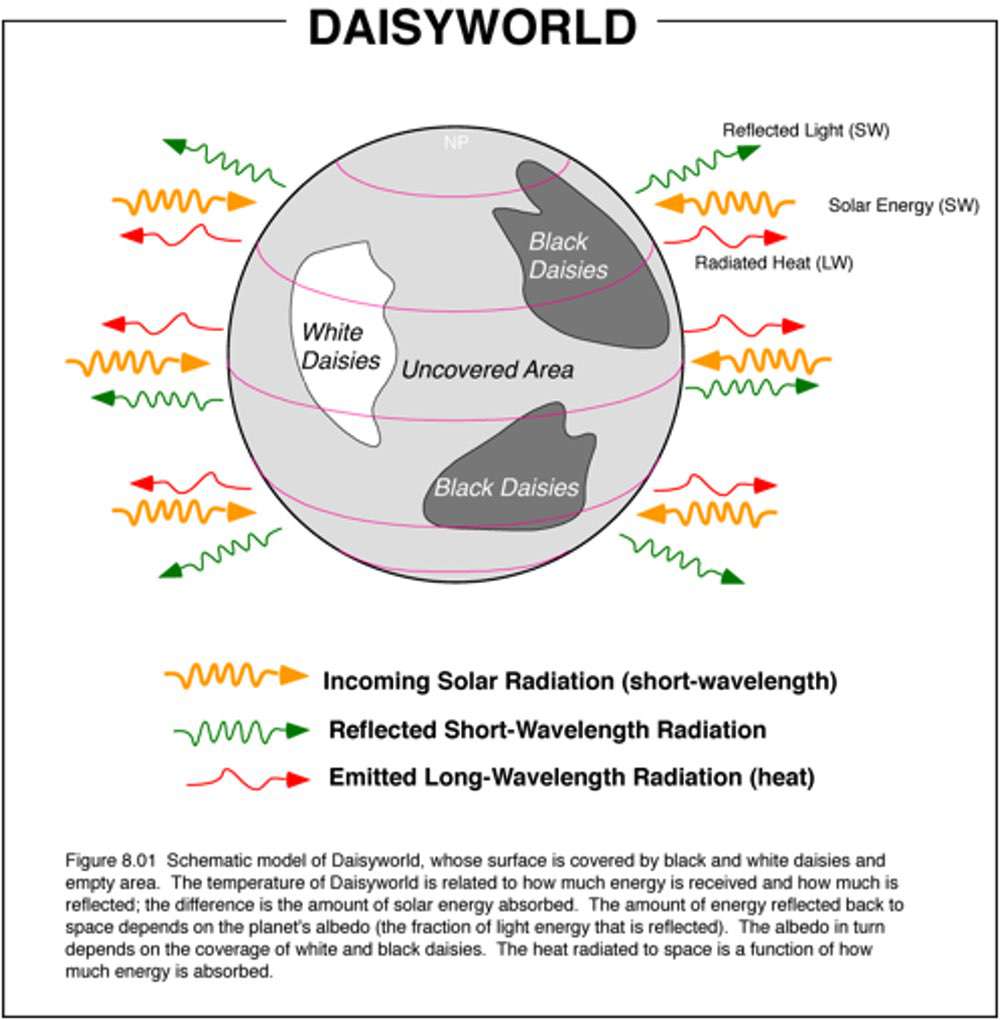 DAISYWORLD
NP
Reflected Light (SW)
Solar Energy (SW)
Radiated Heat (LW)
Black
Daisies
White
Daisies
Uncovered Area
Black Daisies
Incoming Solar Radiation (short-wavelength)
Reflected Short-Wavelength Radiation
Emitted Long-Wavelength Radiation (heat)
Figure 8.01  Schematic model of Daisyworld, whose surface is covered by black and white daisies and
empty area.  The temperature of Daisyworld is related to how much energy is received and how much is
reflected; the difference is the amount of solar energy absorbed.  The amount of energy reflected back to
space depends on the planet's albedo (the fraction of light energy that is reflected).  The albedo in turn
depends on the coverage of white and black daisies.  The heat radiated to space is a function of how
much energy is absorbed.